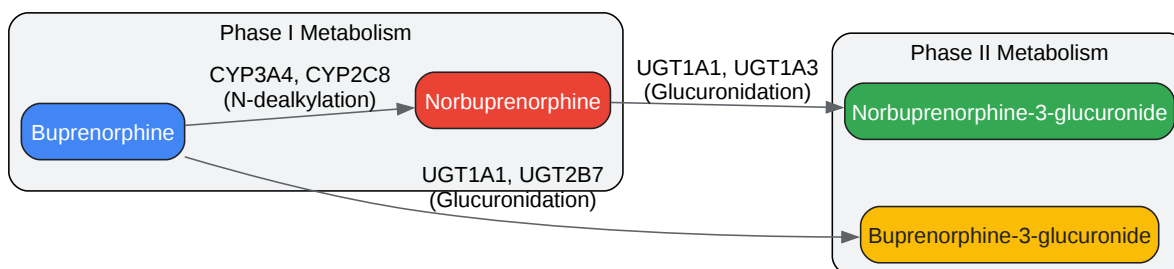 Phase I Metabolism
CYP3A4, CYP2C8
(N-dealkylation)
Buprenorphine
Norbuprenorphine
UGT1A1, UGT1A3
(Glucuronidation)
UGT1A1, UGT2B7
(Glucuronidation)
Phase II Metabolism
Norbuprenorphine-3-glucuronide
Buprenorphine-3-glucuronide